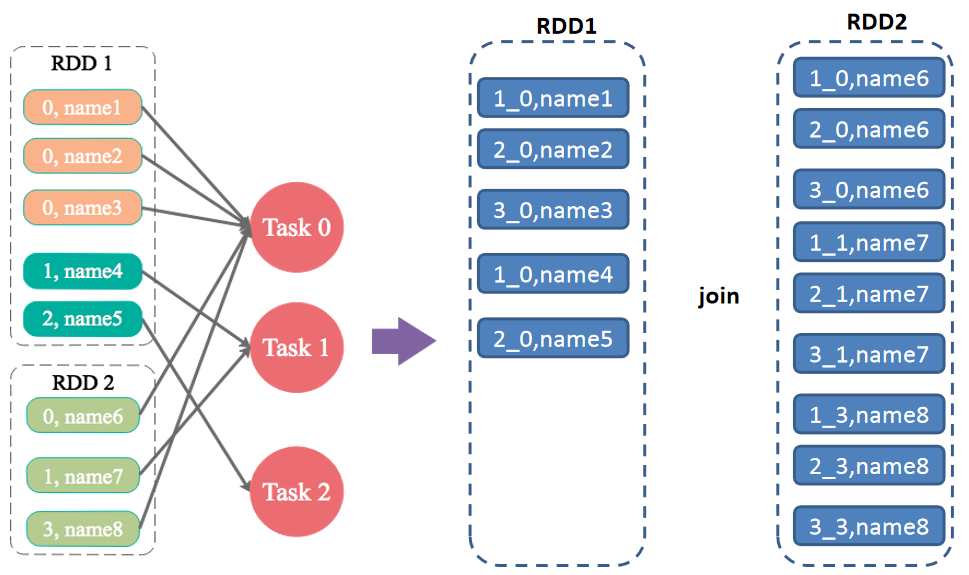 RDD 1
0, name1
0, name2
0, name3
1, name4
2, name5
RDD 2
0, name6
1, name7
3, name8
Task 0
Task 1
Task 2
RDD1
1_0,name1
2_0,name2
3_0,name3
1_0,name4
2_0,name5
join
RDD2
1_0,name6
2_0,name6
3_0,name6
1_1,name7
2_1,name7
3_1,name7
1_3,name8
2_3,name8
3_3,name8